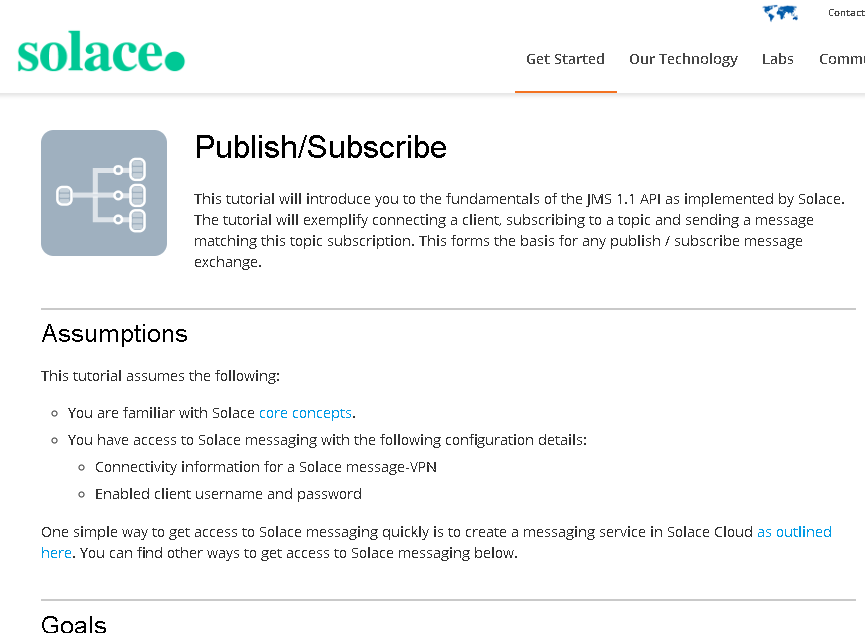 Contact
solace.
Get Started
Our Technology
Labs
Publish/Subscribe
This tutorial will introduce you to the fundamentals of the JMS 1.1 API as implemented by Solace.
The tutorial will exemplify connecting a client, subscribing to a topic and sending a message
matching this topic subscription. This forms the basis for any publish / subscribe message
exchange.
Assumptions
This tutorial assumes the following:
You are familiar with Solace core concepts.
You have access to Solace messaging with the following configuration details:
Connectivity information for a Solace message-VPN
Enabled client username and password
One simple way to get access to Solace messaging quickly is to create a messaging service in Solace Cloud as outlined
here. You can find other ways to get access to Solace messaging below.
Goals